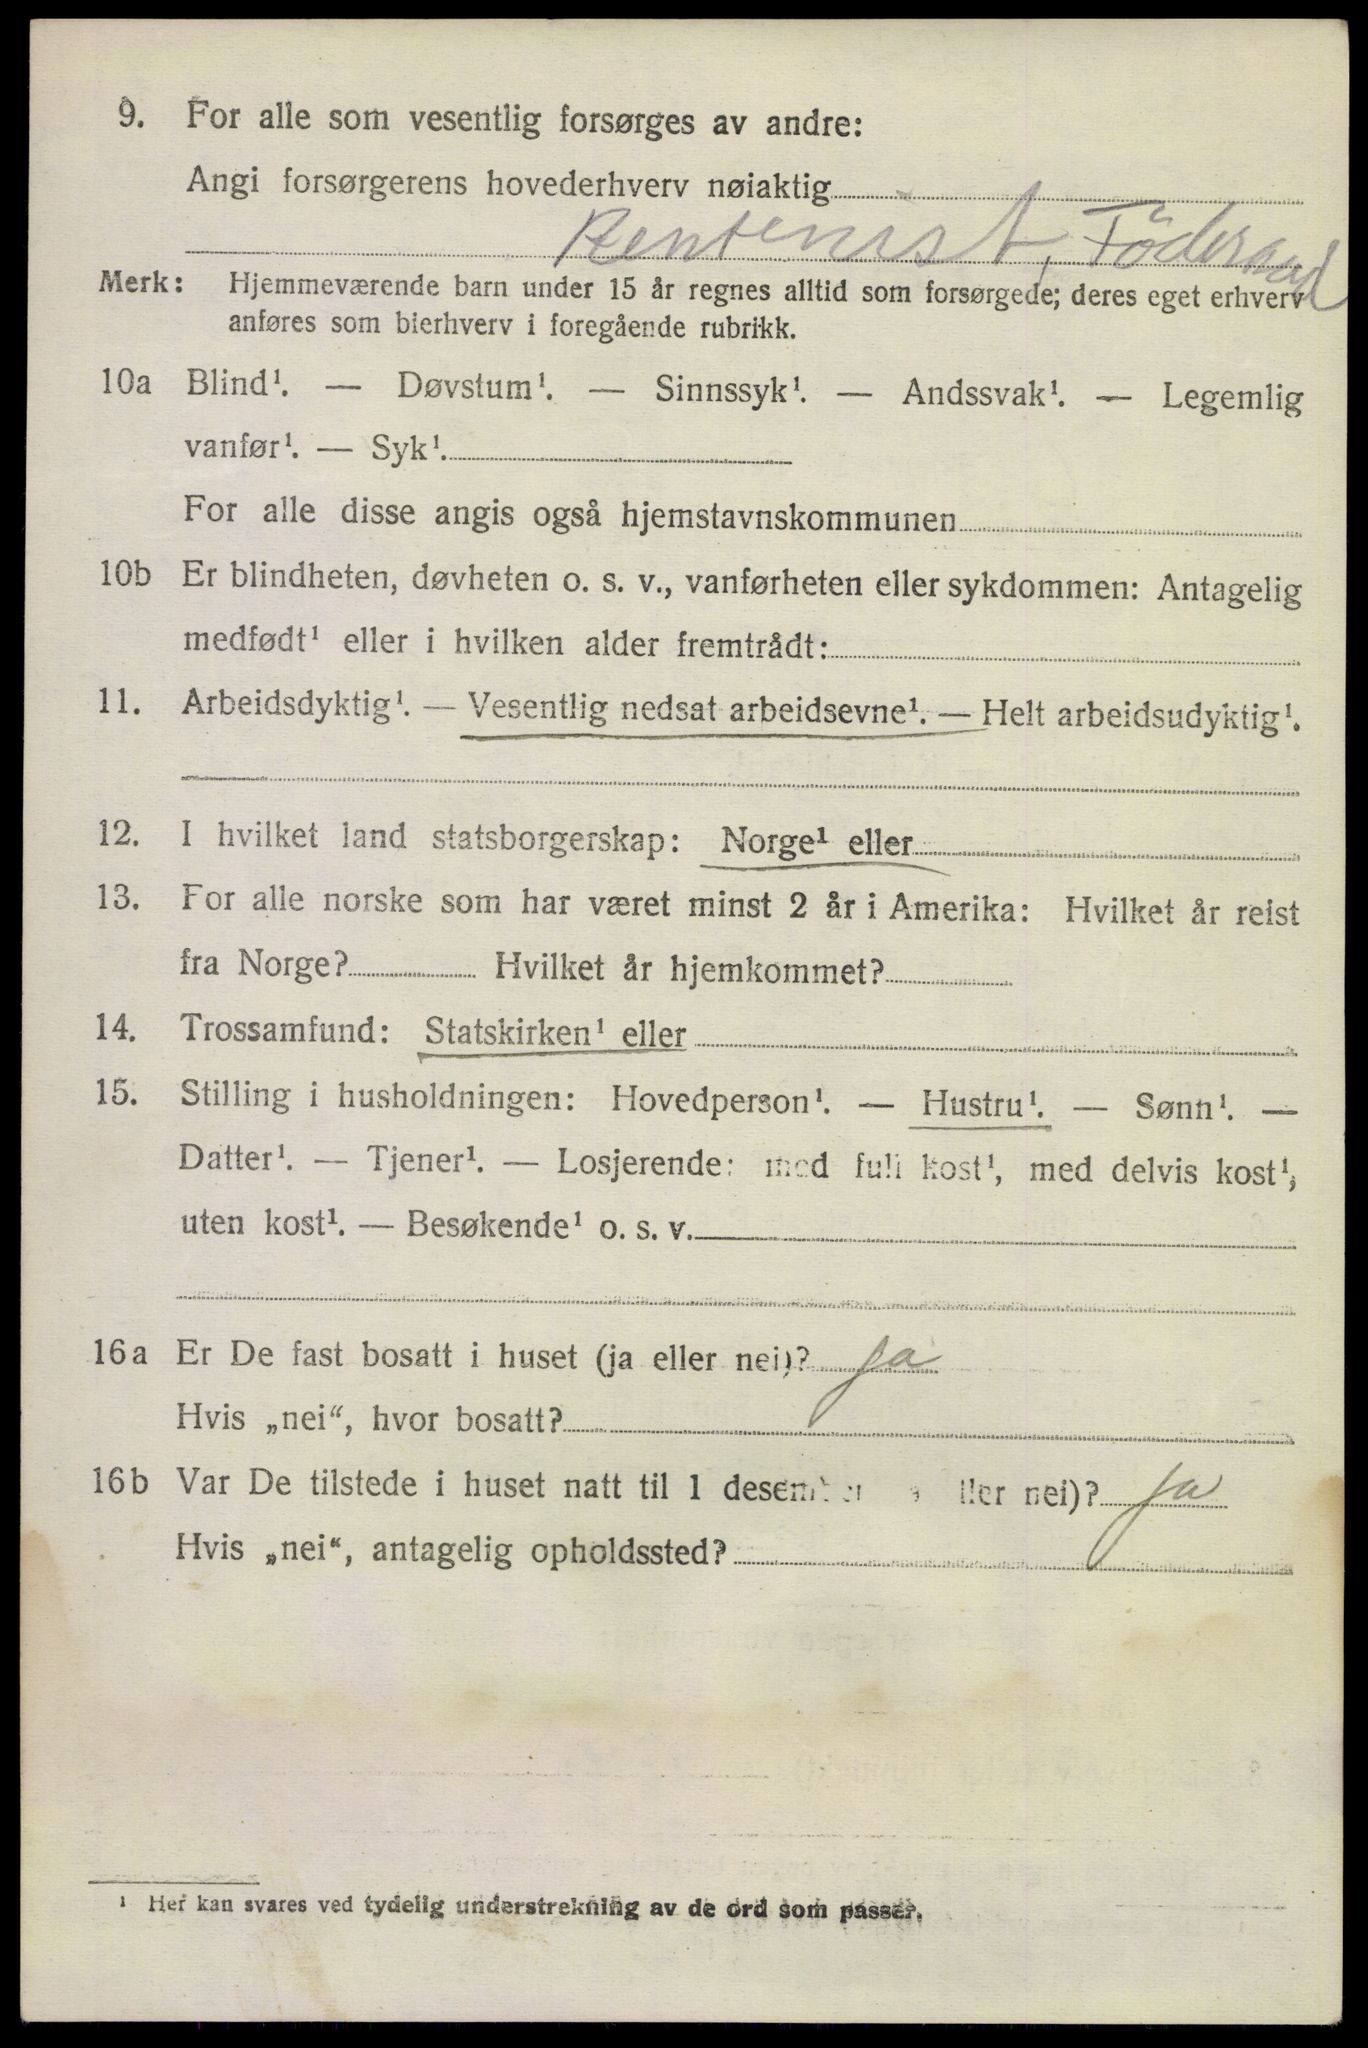 9. For alle som vesentlig forsørges av andre:
Angi forsørgerens hovederhverv nøiaktig
Rentenist, Föderaad
Merk: Hjemmeværende barn under 15 år regnes alltid som forsørgede; deres eget erhverv
anføres som bierhverv i foregående rubrikk.
10a Blind¹. — Døvstum¹. — Sinnssyk¹. — Andssvak¹. — Legemlig
vanfør¹. — Syk¹.
For alle disse angis også hjemstavnskommunen
10b Er blindheten, døvheten o. s. v., vanførheten eller sykdommen: Antagelig
medfødt¹ eller i hvilken alder fremtrådt:
11. Arbeidsdyktig¹. — Vesentlig nedsat arbeidsevne¹. — Helt arbeidsudyktig¹.
12. I hvilket land statsborgerskap: Norge¹ eller
13. For alle norske som har været minst 2 år i Amerika: Hvilket år reist
fra Norge? Hvilket år hjemkommet?
14. Trossamfund: Statskirken¹ eller
15. Stilling i husholdningen: Hovedperson¹. — Hustru¹. — Sønn¹. —
Datter¹. — Tjener¹. — Losjerende: med full kost¹, med delvis kost¹,
uten kost¹. — Besøkende¹ o. s. v.
16a Er De fast bosatt i huset (ja eller nei)? ja
Hvis „nei“, hvor bosatt?
16b Var De tilstede i huset natt til 1 desember eller nei)? ja
Hvis „nei“, antagelig opholdssted?
¹ Her kan svares ved tydelig understrekning av de ord som passer.